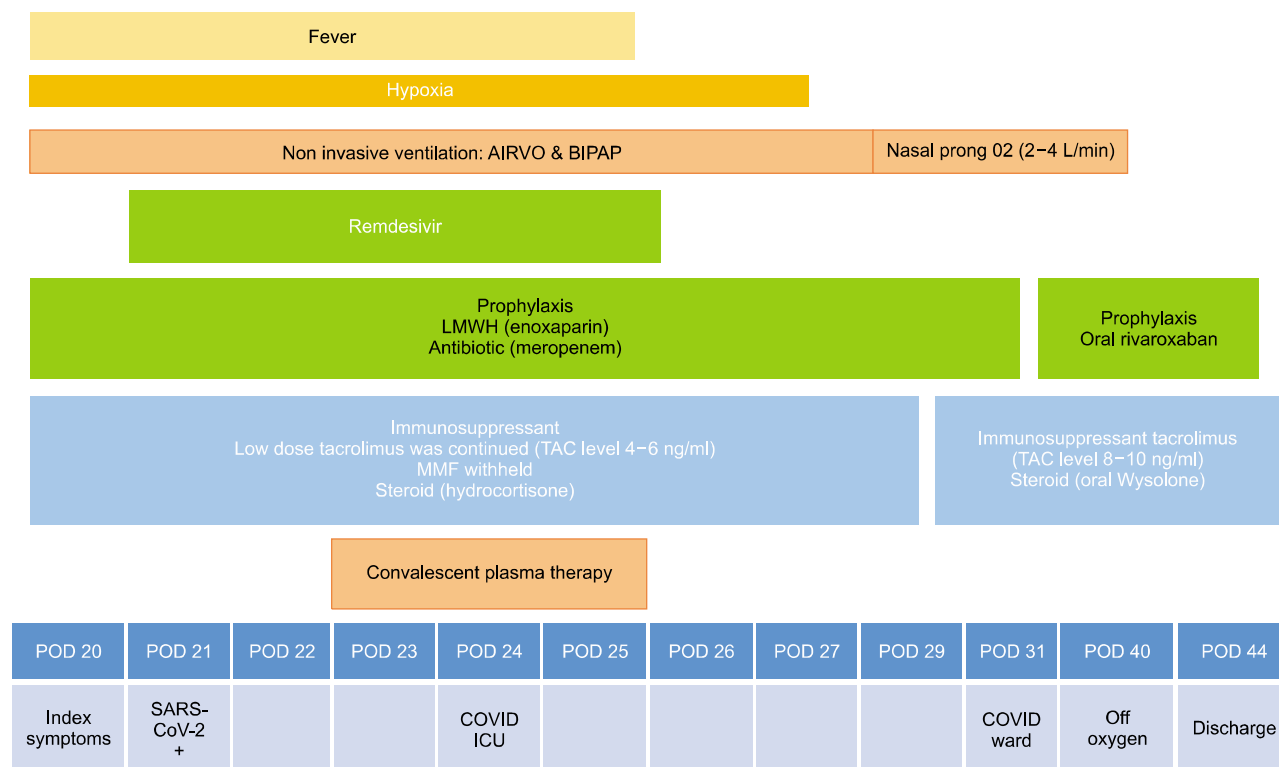 Fever
Hypoxia
Non invasive ventilation: AIRVO & BIPAP
Nasal prong 02 (2−4 L/min)
Remdesivir
Prophylaxis
LMWH (enoxaparin)
Antibiotic (meropenem)
Prophylaxis
Oral rivaroxaban
Immunosuppressant
Low dose tacrolimus was continued (TAC level 4−6 ng/ml)
MMF withheld
Steroid (hydrocortisone)
Immunosuppressant tacrolimus
(TAC level 8−10 ng/ml)
Steroid (oral Wysolone)
Convalescent plasma therapy
POD 20
POD 21
POD 22
POD 23
POD 24
POD 25
POD 26
POD 27
POD 29
POD 31
POD 40
POD 44
Index
symptoms
SARS-
CoV-2
+
COVID
ICU
COVID
ward
Off
oxygen
Discharge